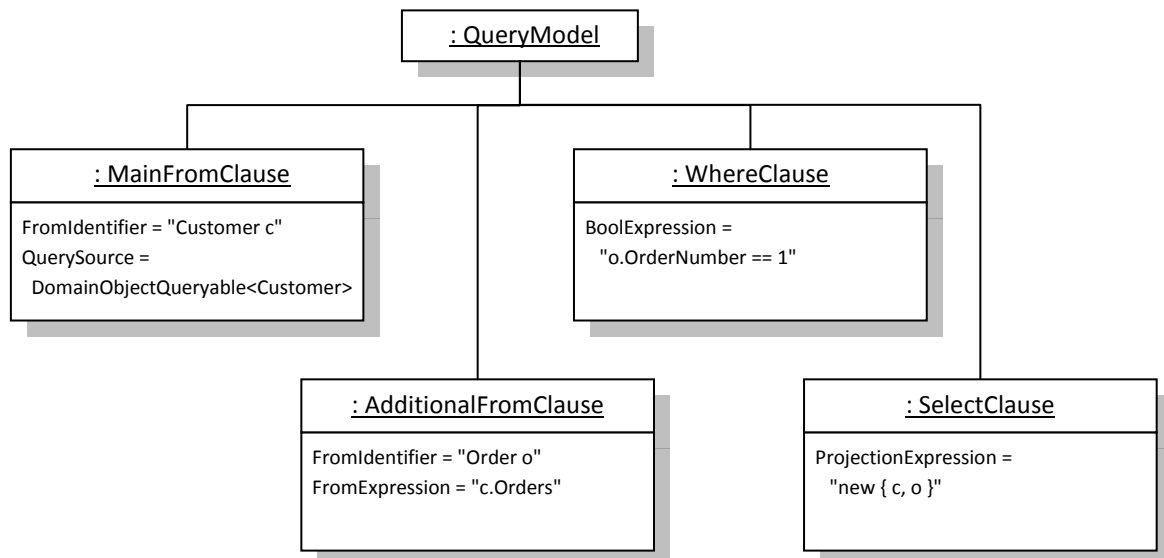 : QueryModel
: MainFromClause
FromIdentifier = "Customer c"
QuerySource =
DomainObjectQueryable<Customer>
: WhereClause
BoolExpression =
"o.OrderNumber == 1"
: AdditionalFromClause
FromIdentifier = "Order o"
FromExpression = "c.Orders"
: SelectClause
ProjectionExpression =
"new { c, o }"